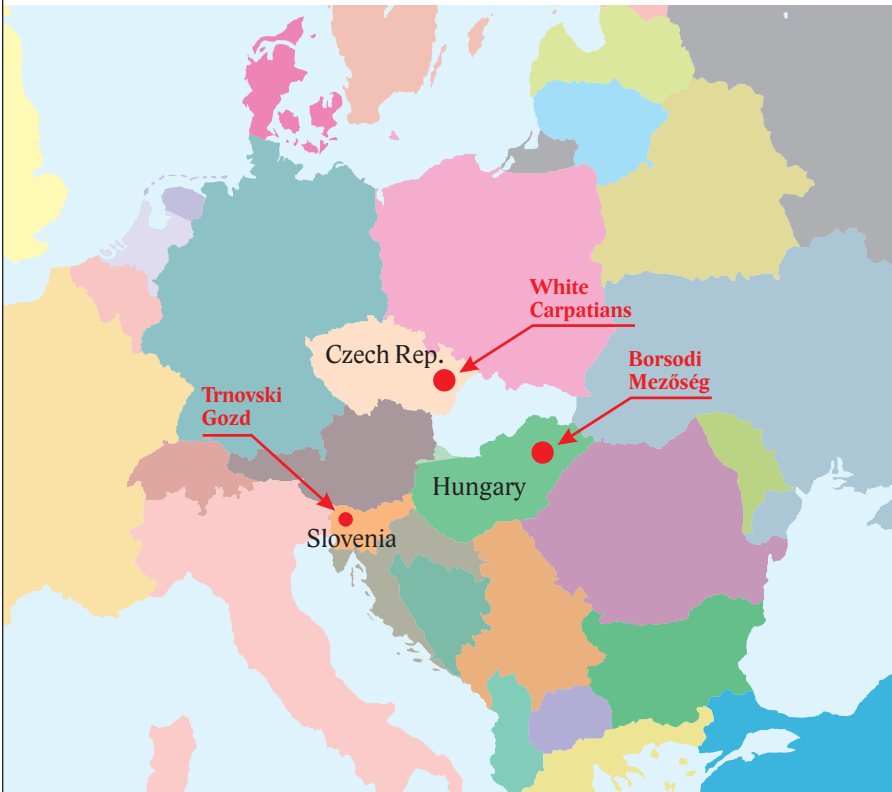 White
Carpatians
Czech Rep.
Borsodi
Mezőség
Trnovski
Gozd
Hungary
Slovenia